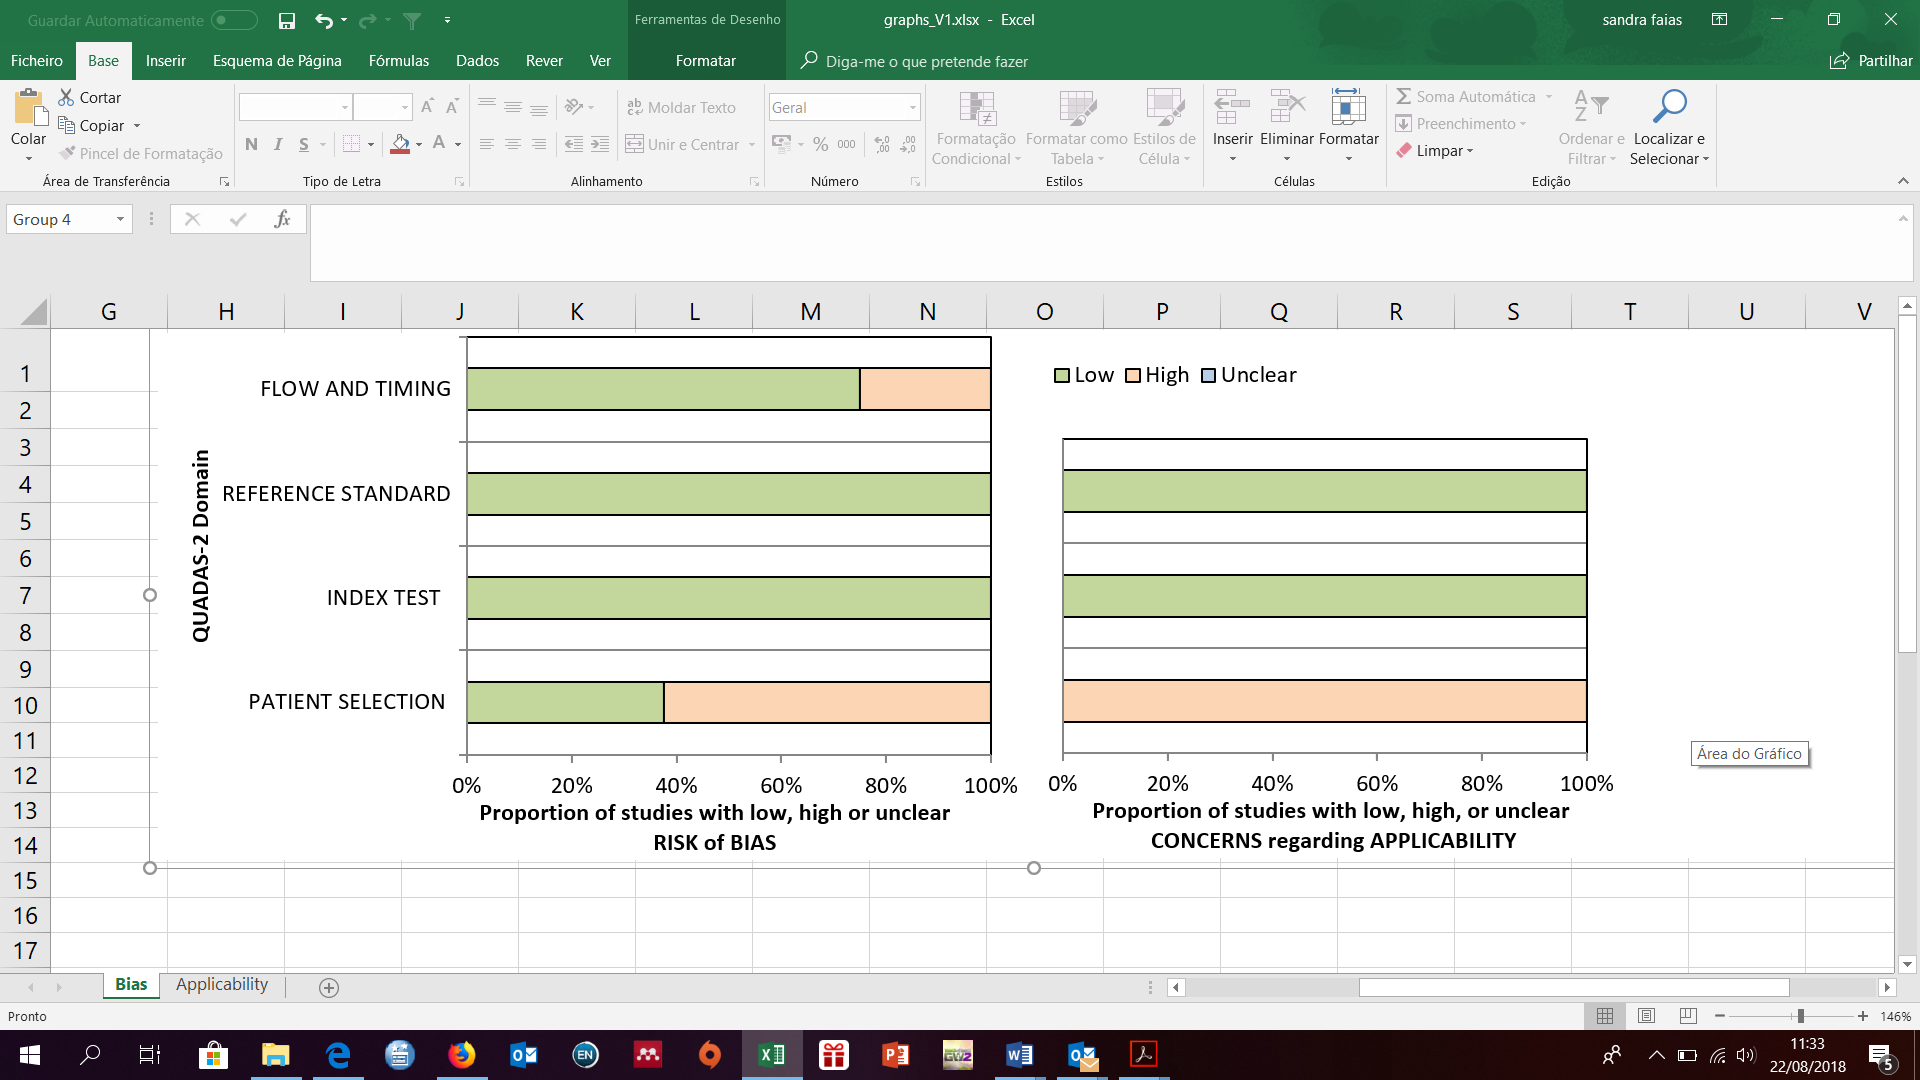 Guardar Automaticamente
Ferramentas de Desenho
graphs_V1.xlsx - Excel
sandra faias
Ficheiro Base Inserir Esquema de Página Fórmulas Dados Rever Ver Formatar Diga-me o que pretende fazer Partilhar
Colar
Cortar
Copiar
Pincel de Formatação
Área de Transferência
N I S
Tipo de Letra
Moldar Texto
Unir e Centrar
Alinhamento
Geral
% 000
Número
Formatação Condicional
Formatar como Tabela
Estilos de Célula
Estilos
Inserir
Eliminar
Formatar
Células
Soma Automática
Preenchimento
Limpar
Ordenar e Filtrar
Localizar e Selecionar
Edição
Group 4
fx
G H I J K L M N O P Q R S T U V
1
2
3
4
5
6
7
8
9
10
11
12
13
14
15
16
17
QUADAS-2 Domain
FLOW AND TIMING
REFERENCE STANDARD
INDEX TEST
PATIENT SELECTION
0% 20% 40% 60% 80% 100%
Proportion of studies with low, high or unclear
RISK of BIAS
Low High Unclear
0% 20% 40% 60% 80% 100%
Proportion of studies with low, high, or unclear
CONCERNS regarding APPLICABILITY
Área do Gráfico
Bias Applicability
Pronto
146%
EN
GW2
11:33
22/08/2018
5